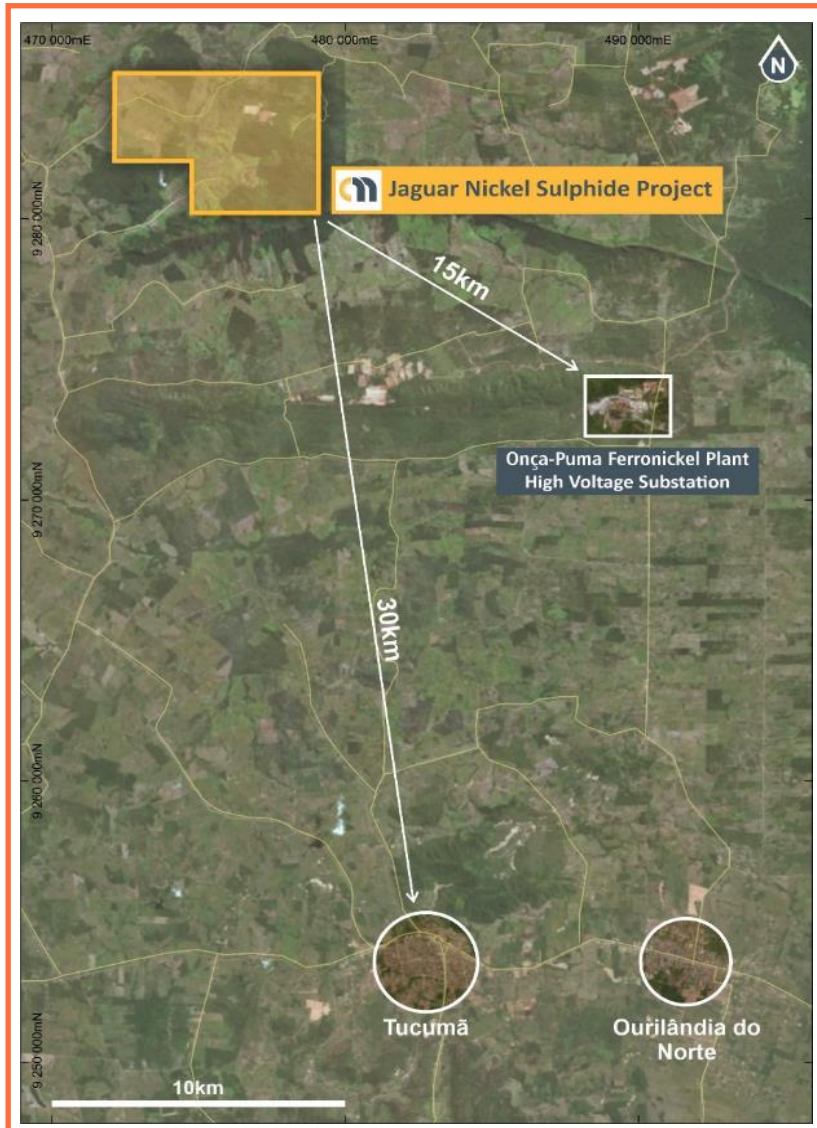 470 000mE
480 000mE
490 000mE
N
Jaguar Nickel Sulphide Project
9 280 000mN
15km
Onça-Puma Ferronickel Plant
High Voltage Substation
9 270 000mN
30km
9 260 000mN
Tucumã
Ourilândia do
Norte
9 250 000mN
10km